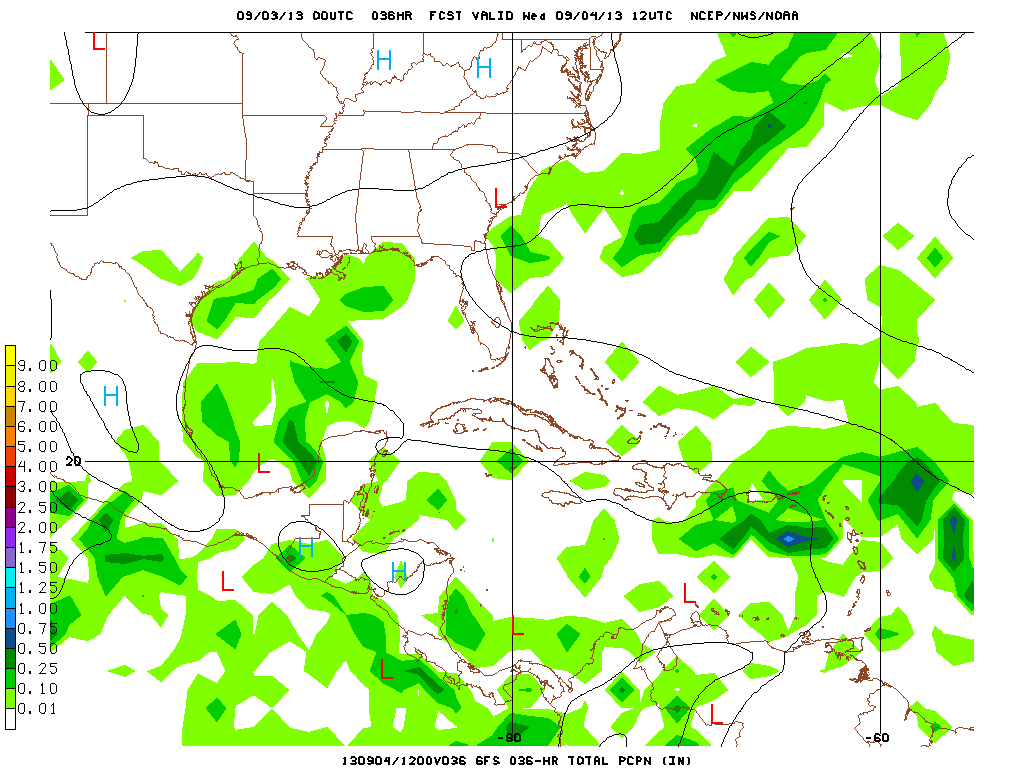 09/03/13 00UTC 036HR FCST VALID Wed 09/04/13 12UTC NCEP/NWS/NOAA
L
H
H
L
9.00
8.00
7.00
6.00
5.00
4.00
3.00
2.50
2.00
1.75
1.50
1.25
1.00
0.75
0.50
0.25
0.10
0.01
H
20
L
H
H
L
L
L
L
L
-80
-60
130904/1200V036 GFS 036-HR TOTAL PCPN (IN)